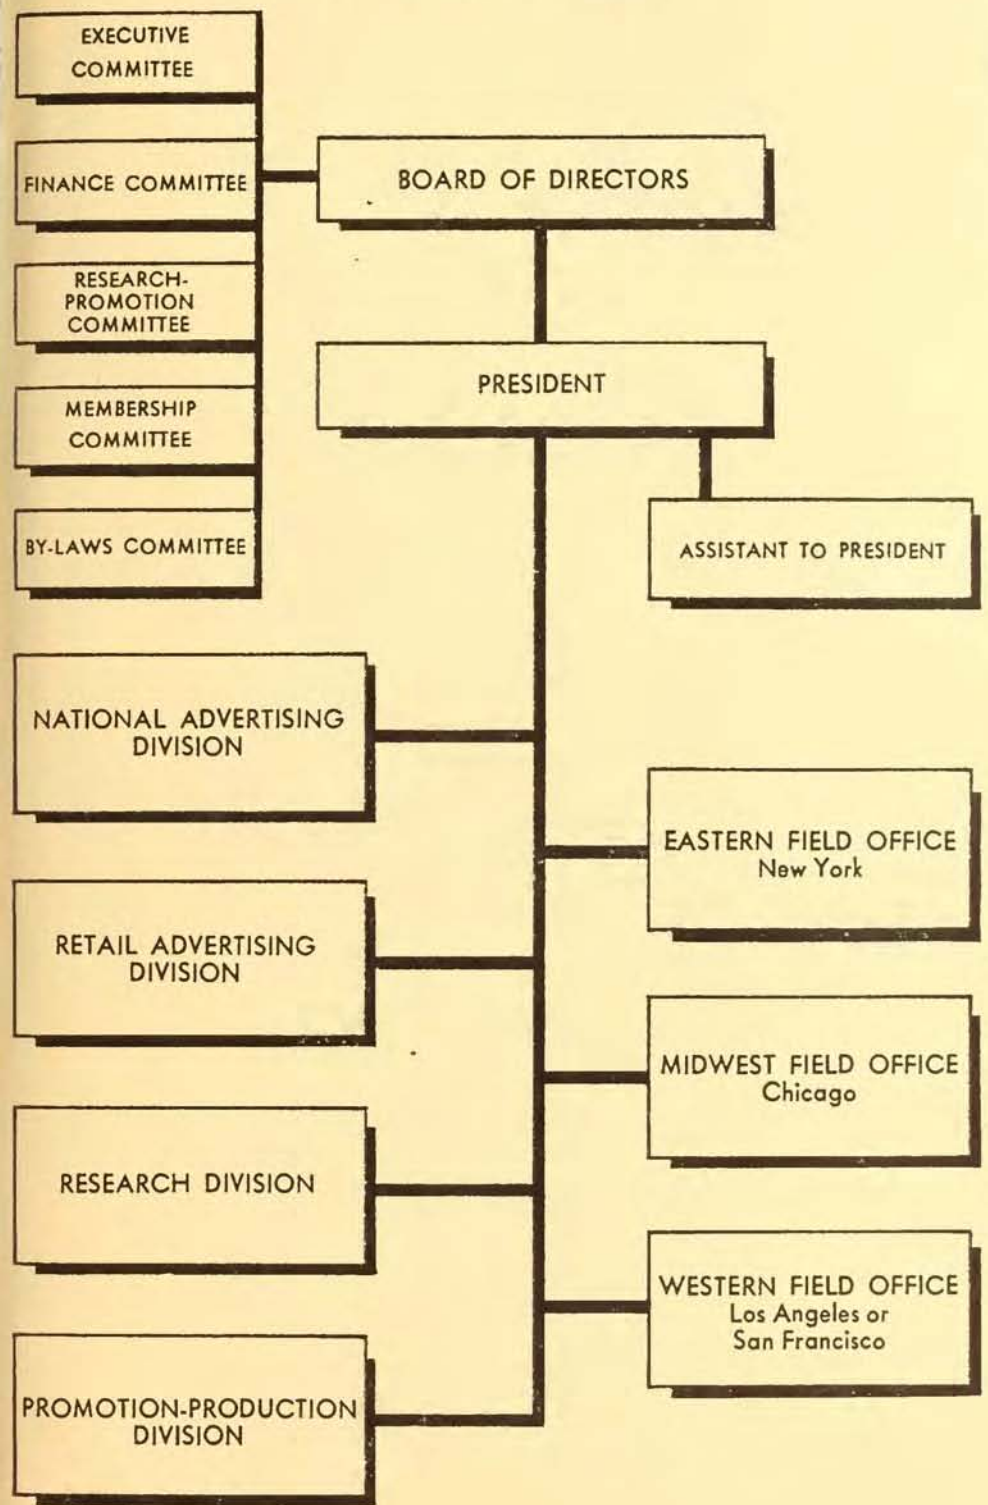 EXECUTIVE
COMMITTEE
FINANCE COMMITTEE
RESEARCH-
PROMOTION
COMMITTEE
MEMBERSHIP
COMMITTEE
BY-LAWS COMMITTEE
BOARD OF DIRECTORS
PRESIDENT
ASSISTANT TO PRESIDENT
NATIONAL ADVERTISING
DIVISION
RETAIL ADVERTISING
DIVISION
RESEARCH DIVISION
PROMOTION-PRODUCTION
DIVISION
EASTERN FIELD OFFICE
New York
MIDWEST FIELD OFFICE
Chicago
WESTERN FIELD OFFICE
Los Angeles or
San Francisco